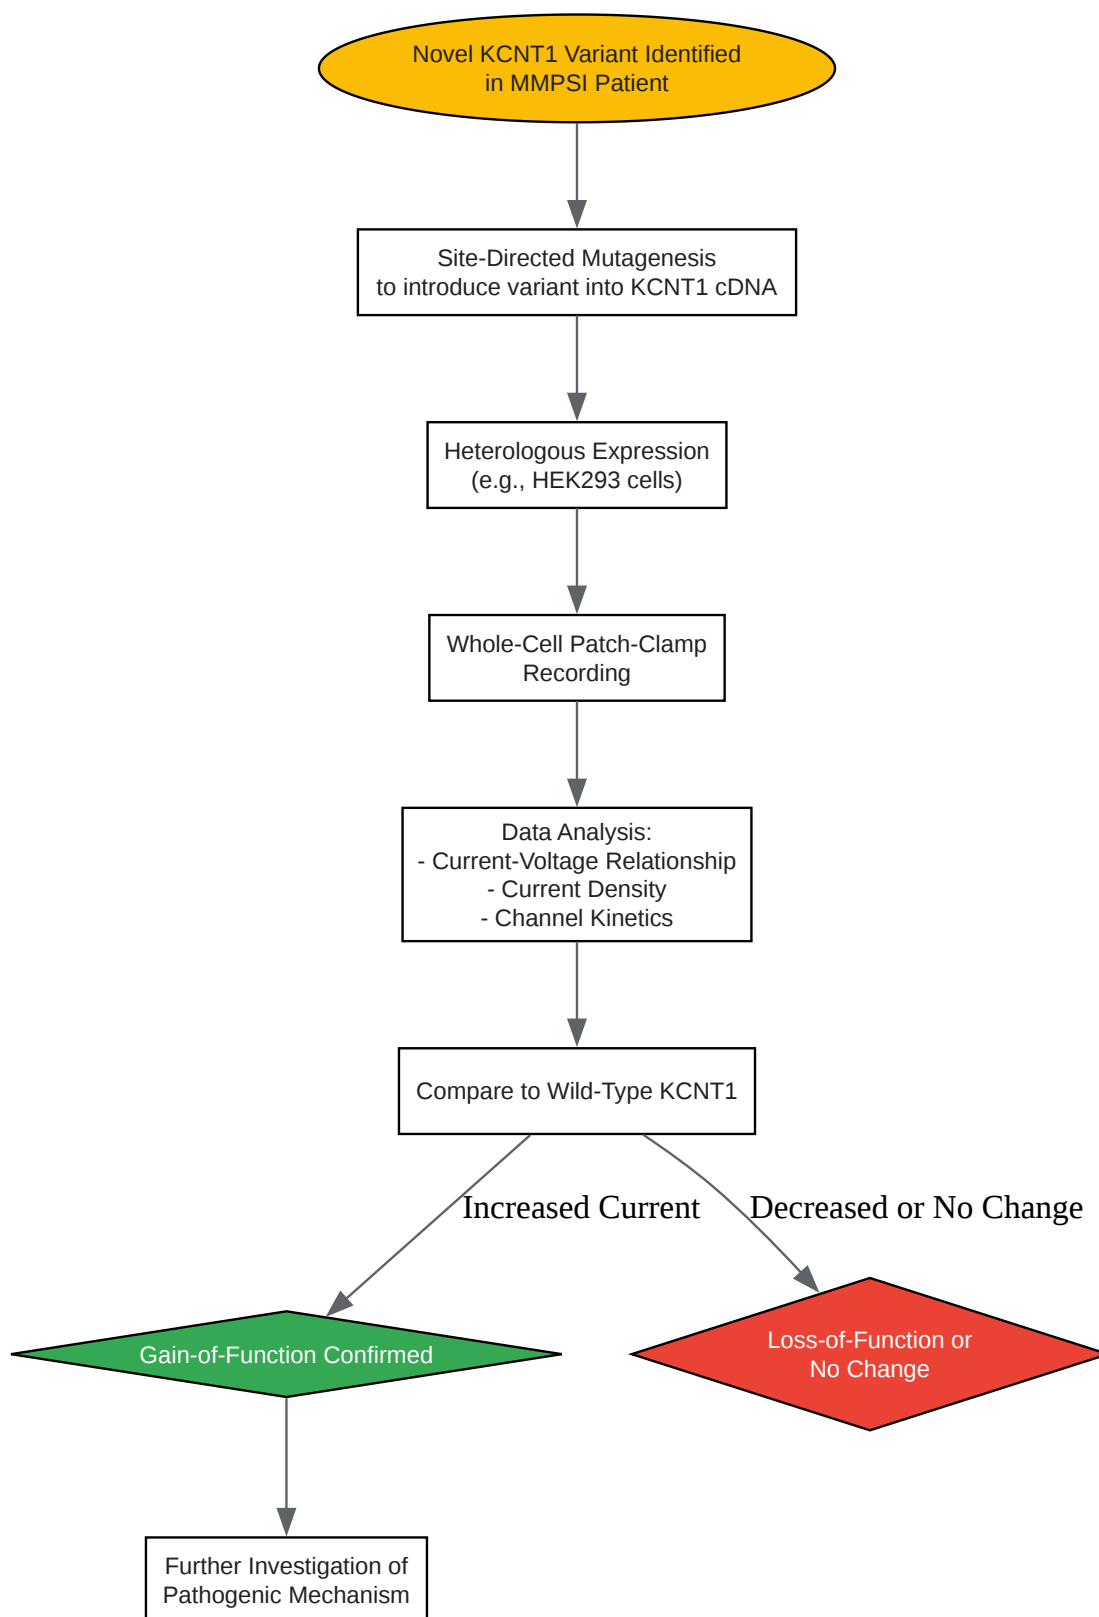 Novel KCNT1 Variant Identified
in MMPSI Patient
Site-Directed Mutagenesis
to introduce variant into KCNT1 cDNA
Heterologous Expression
(e.g., HEK293 cells)
Whole-Cell Patch-Clamp
Recording
Data Analysis:
- Current-Voltage Relationship
- Current Density
- Channel Kinetics
Compare to Wild-Type KCNT1
Increased Current
Decreased or No Change
Gain-of-Function Confirmed
Loss-of-Function or
No Change
Further Investigation of
Pathogenic Mechanism